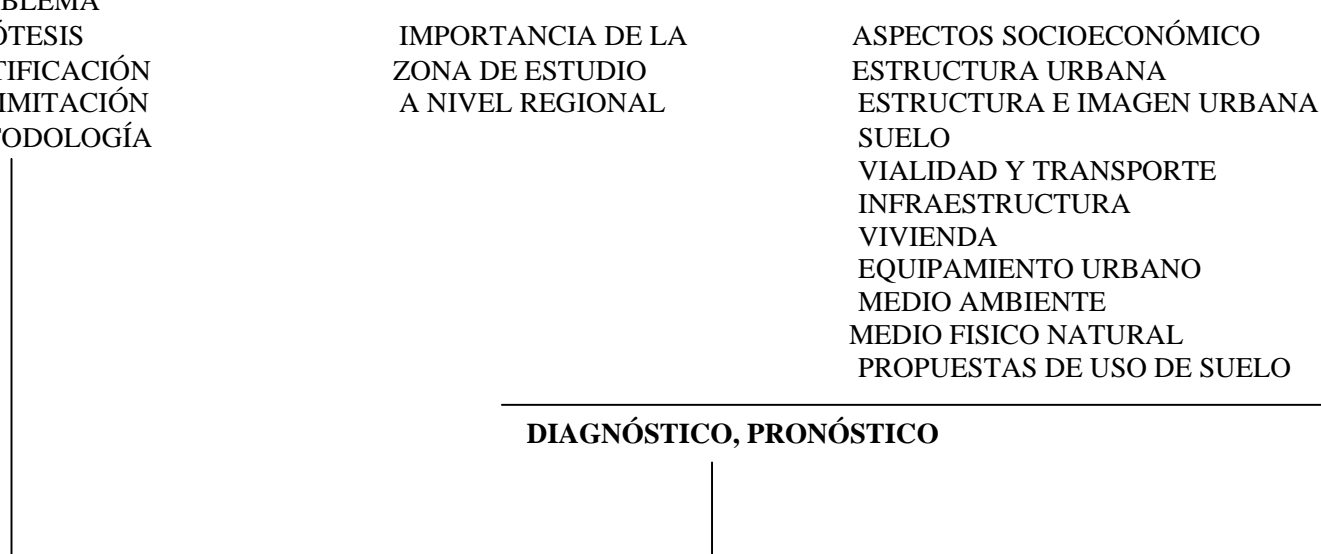 BLEMA
ÓTESIS
TIFICACIÓN
IMITACIÓN
TODOLOGÍA
IMPORTANCIA DE LA
ZONA DE ESTUDIO
A NIVEL REGIONAL
ASPECTOS SOCIOECONÓMICO
ESTRUCTURA URBANA
ESTRUCTURA E IMAGEN URBANA
SUELO
VIALIDAD Y TRANSPORTE
INFRAESTRUCTURA
VIVIENDA
EQUIPAMIENTO URBANO
MEDIO AMBIENTE
MEDIO FISICO NATURAL
PROPUESTAS DE USO DE SUELO
DIAGNÓSTICO, PRONÓSTICO